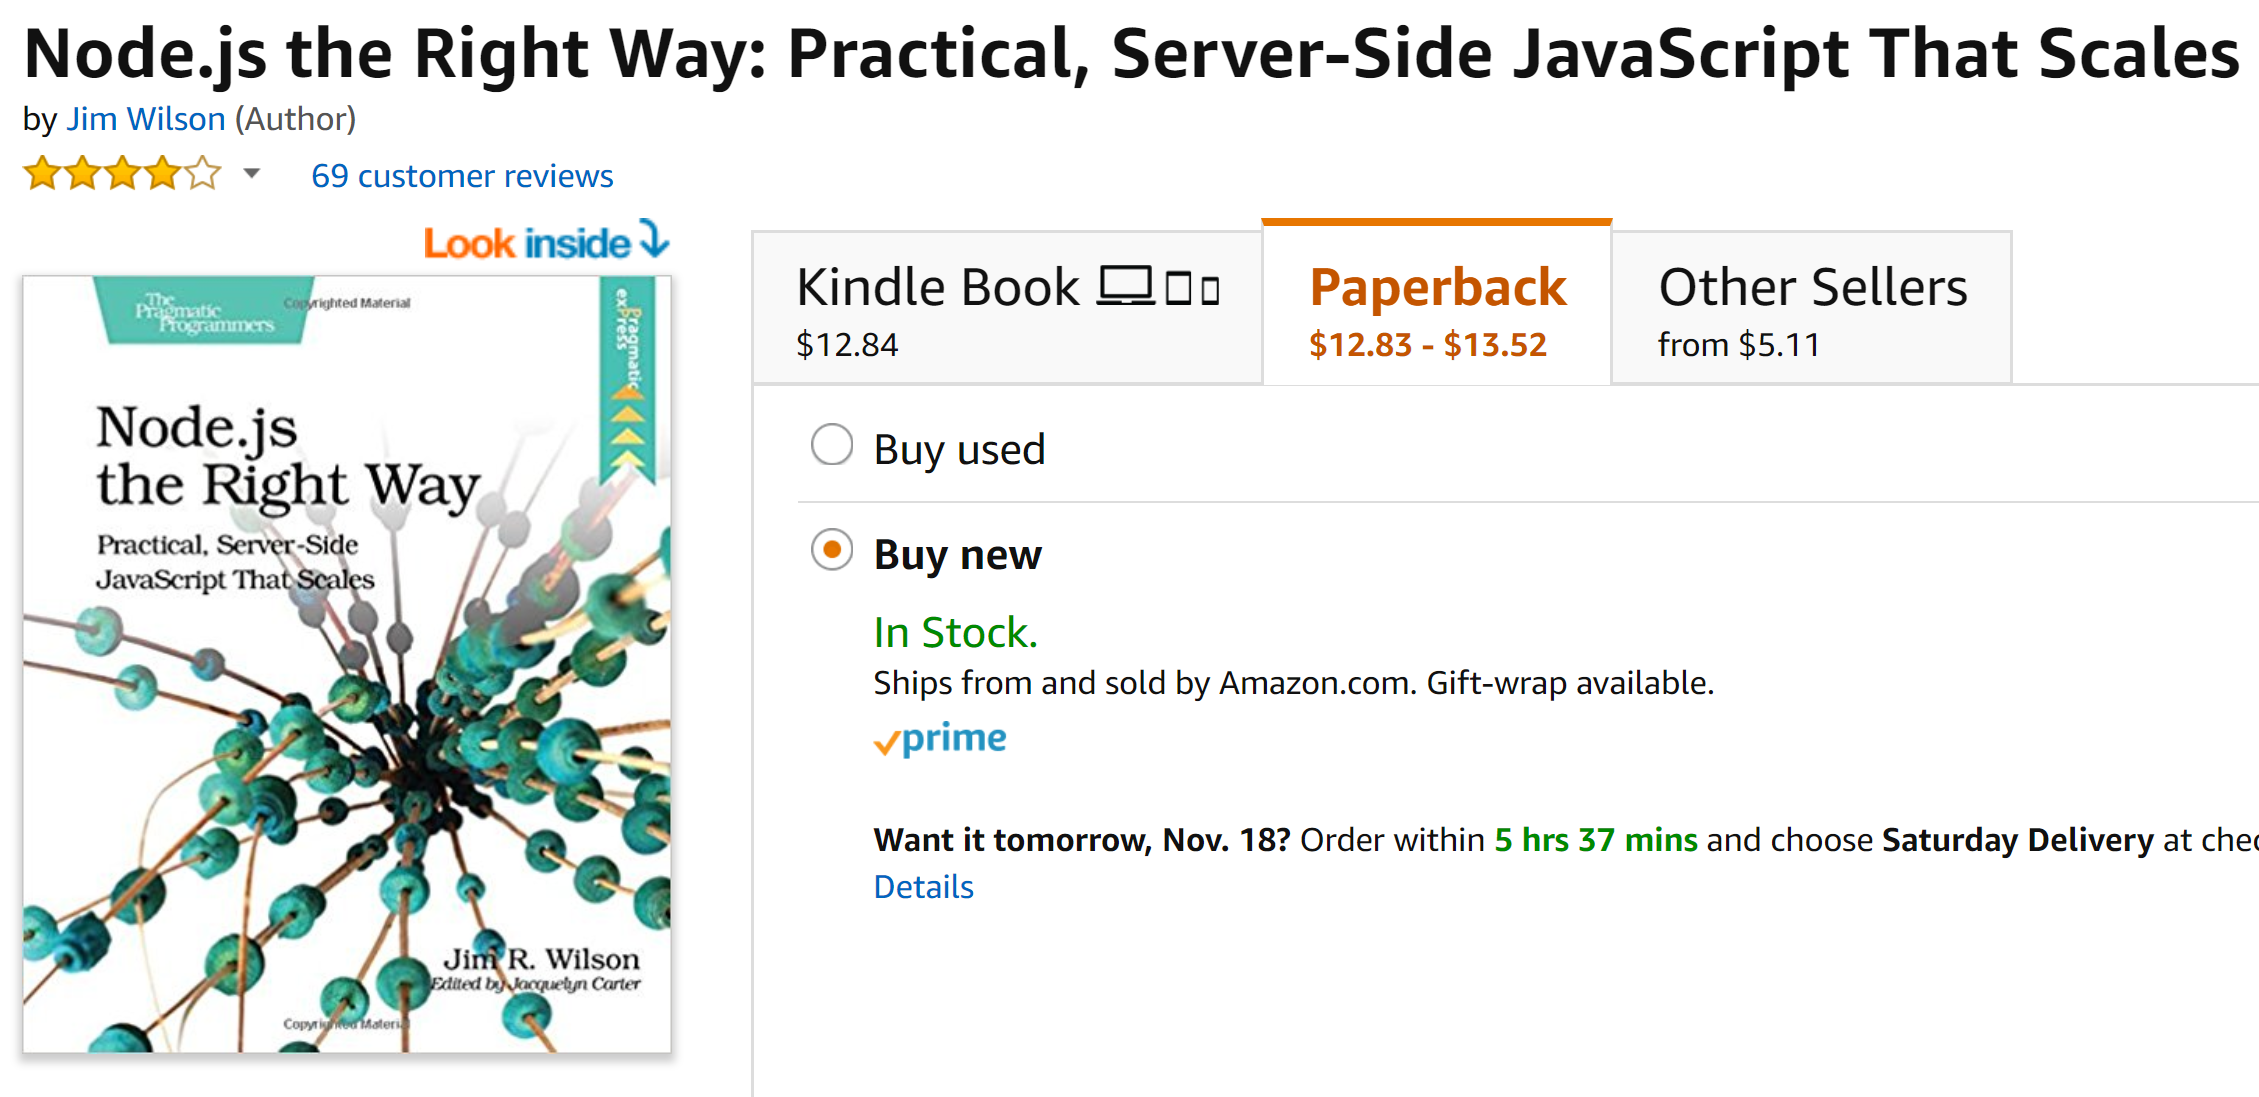 Node.js the Right Way: Practical, Server-Side JavaScript That Scales
by Jim Wilson (Author)
69 customer reviews
Look inside
The
Pragmatic
Programmers
Copyrighted Material
Pragmatic
exPress
Node.js
the Right Way
Practical, Server-Side
JavaScript That Scales
Jim R. Wilson
Edited by Jacquelyn Carter
Copyrighted Material
Kindle Book
$12.84
Paperback
$12.83 - $13.52
Other Sellers
from $5.11
Buy used
Buy new
In Stock.
Ships from and sold by Amazon.com. Gift-wrap available.
prime
Want it tomorrow, Nov. 18? Order within 5 hrs 37 mins and choose Saturday Delivery at chec
Details